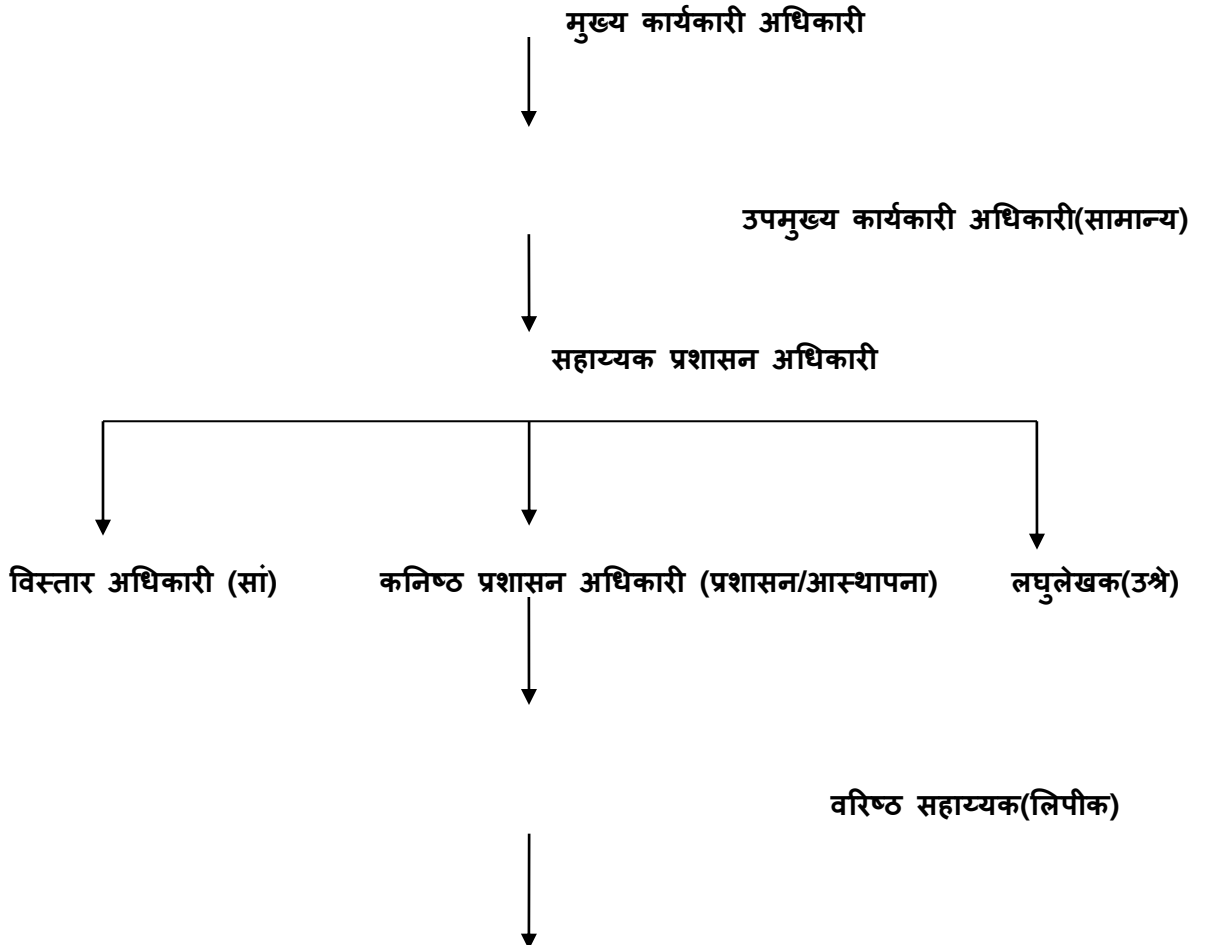 मुख्य कार्यकारी अधिकारी
उपमुख्य कार्यकारी अधिकारी(सामान्य)
सहाय्यक प्रशासन अधिकारी
विस्तार अधिकारी (सां) कनिष्ठ प्रशासन अधिकारी (प्रशासन/आस्थापना) लघुलेखक(उश्रे)
वरिष्ठ सहाय्यक(लिपीक)